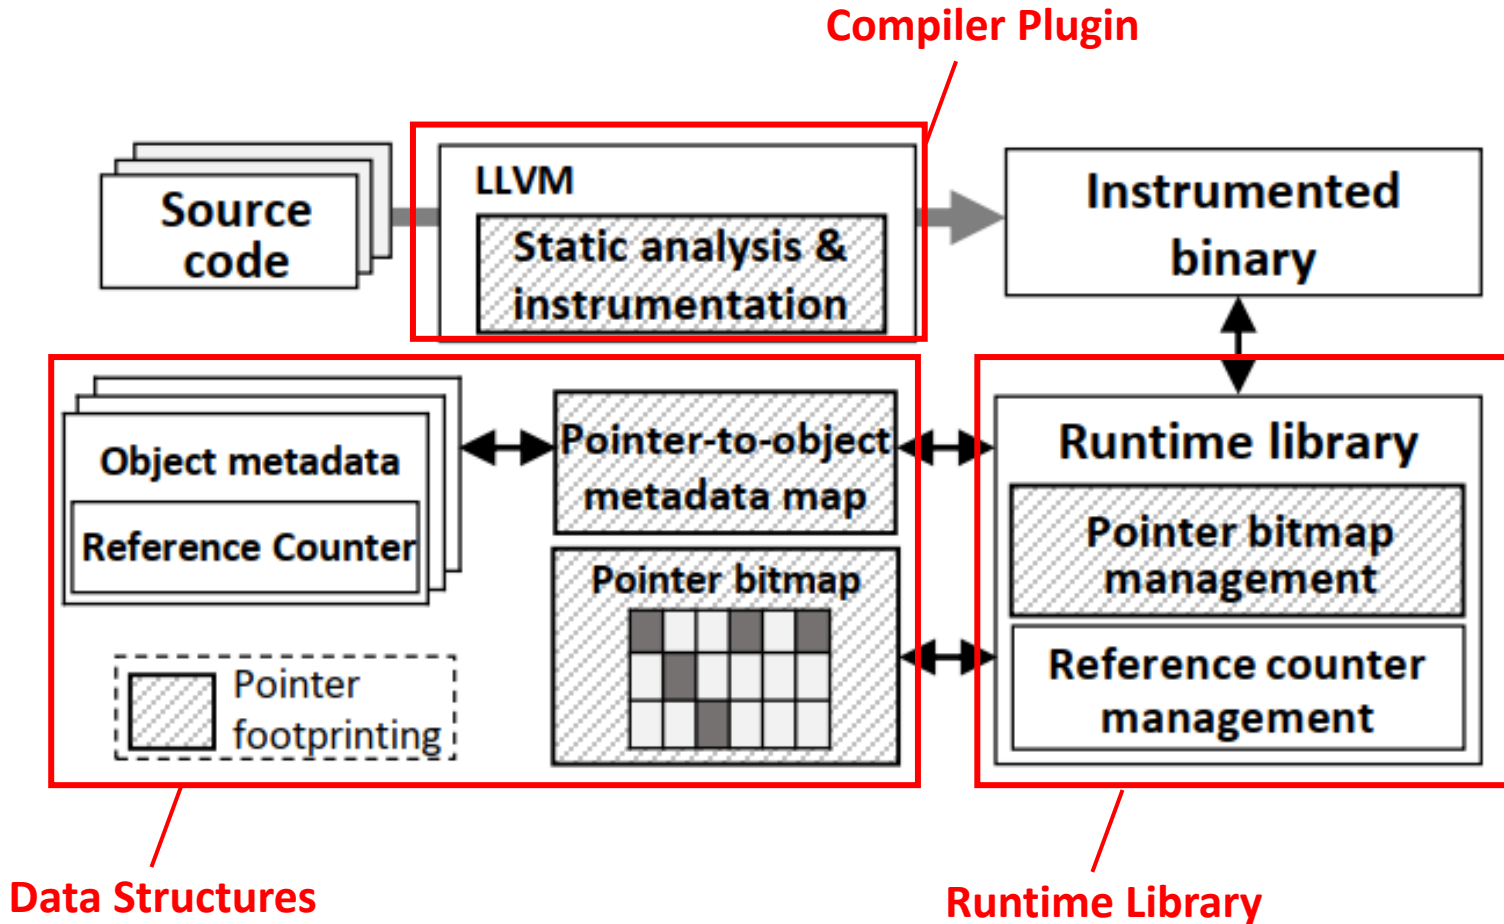 Compiler Plugin
LLVM
Source
code
Static analysis &
instrumentation
Instrumented
binary
Object metadata
Reference Counter
Pointer-to-object
metadata map
Pointer bitmap
Pointer
footprinting
Runtime library
Pointer bitmap
management
Reference counter
management
Data Structures
Runtime Library